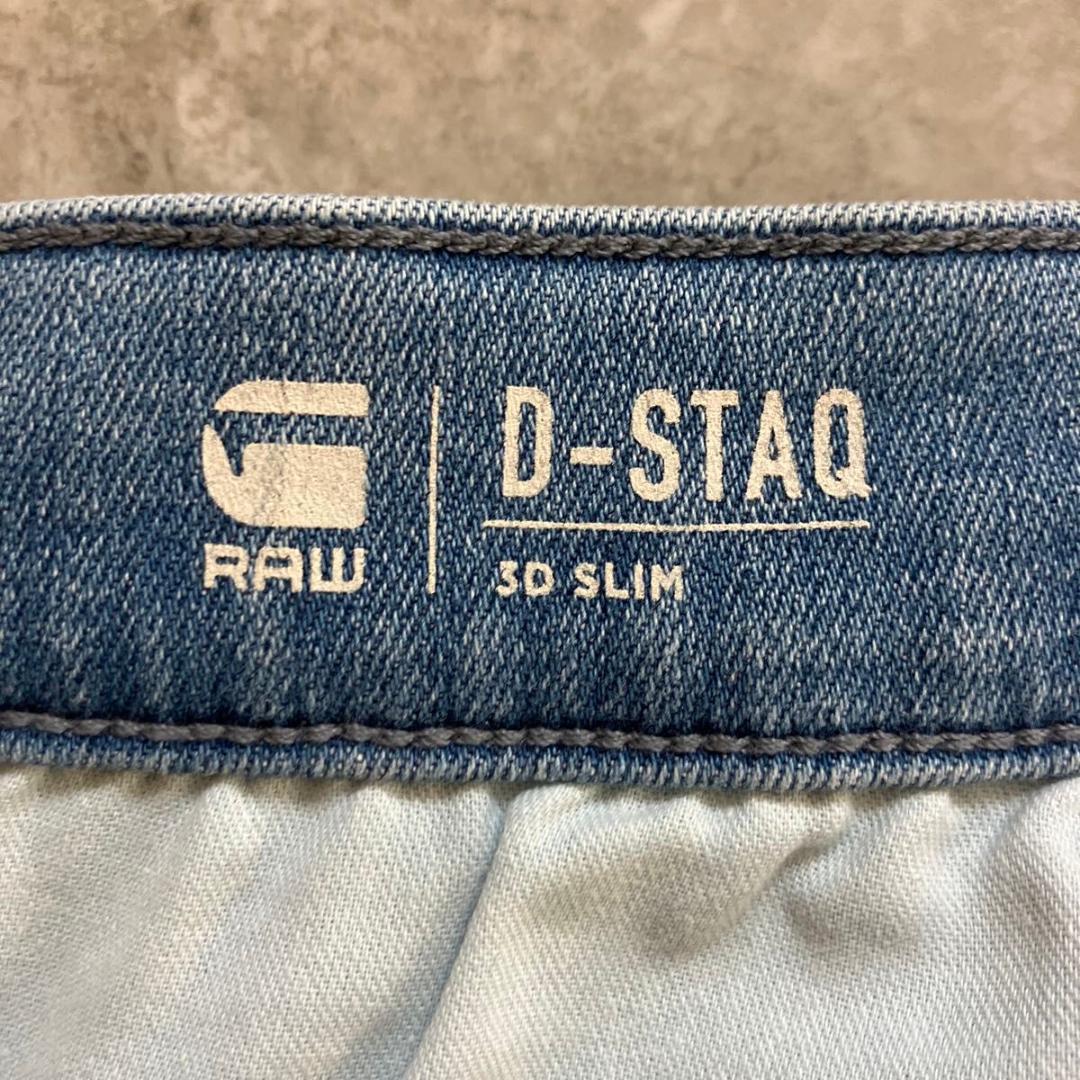 G
RAW
D-STAQ
3D SLIM